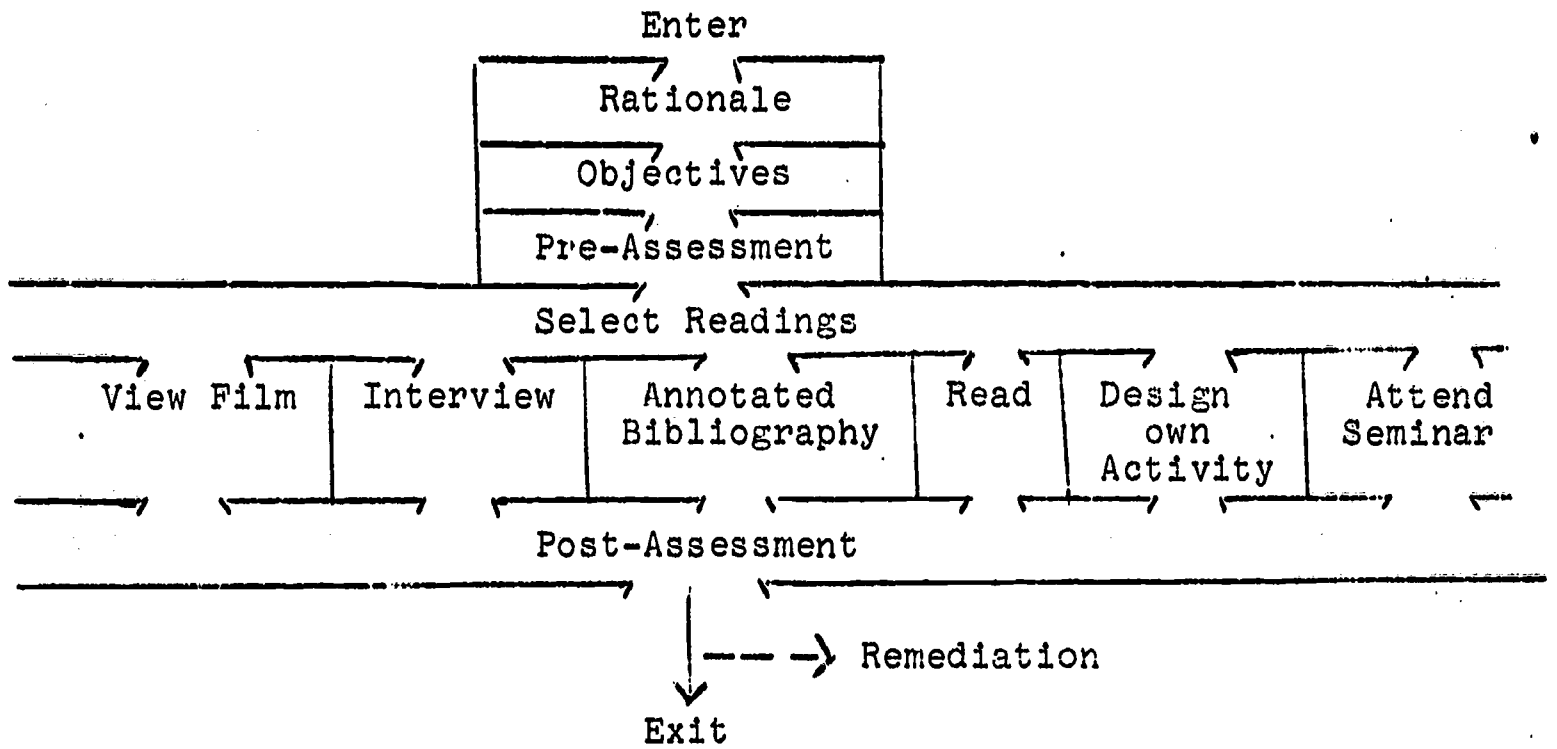 Enter
Rationale
Objectives
Pre-Assessment
Select Readings
View Film
Interview
Annotated
Bibliography
Read
Design
own
Activity
Attend
Seminar
Post-Assessment
Remediation
Exit